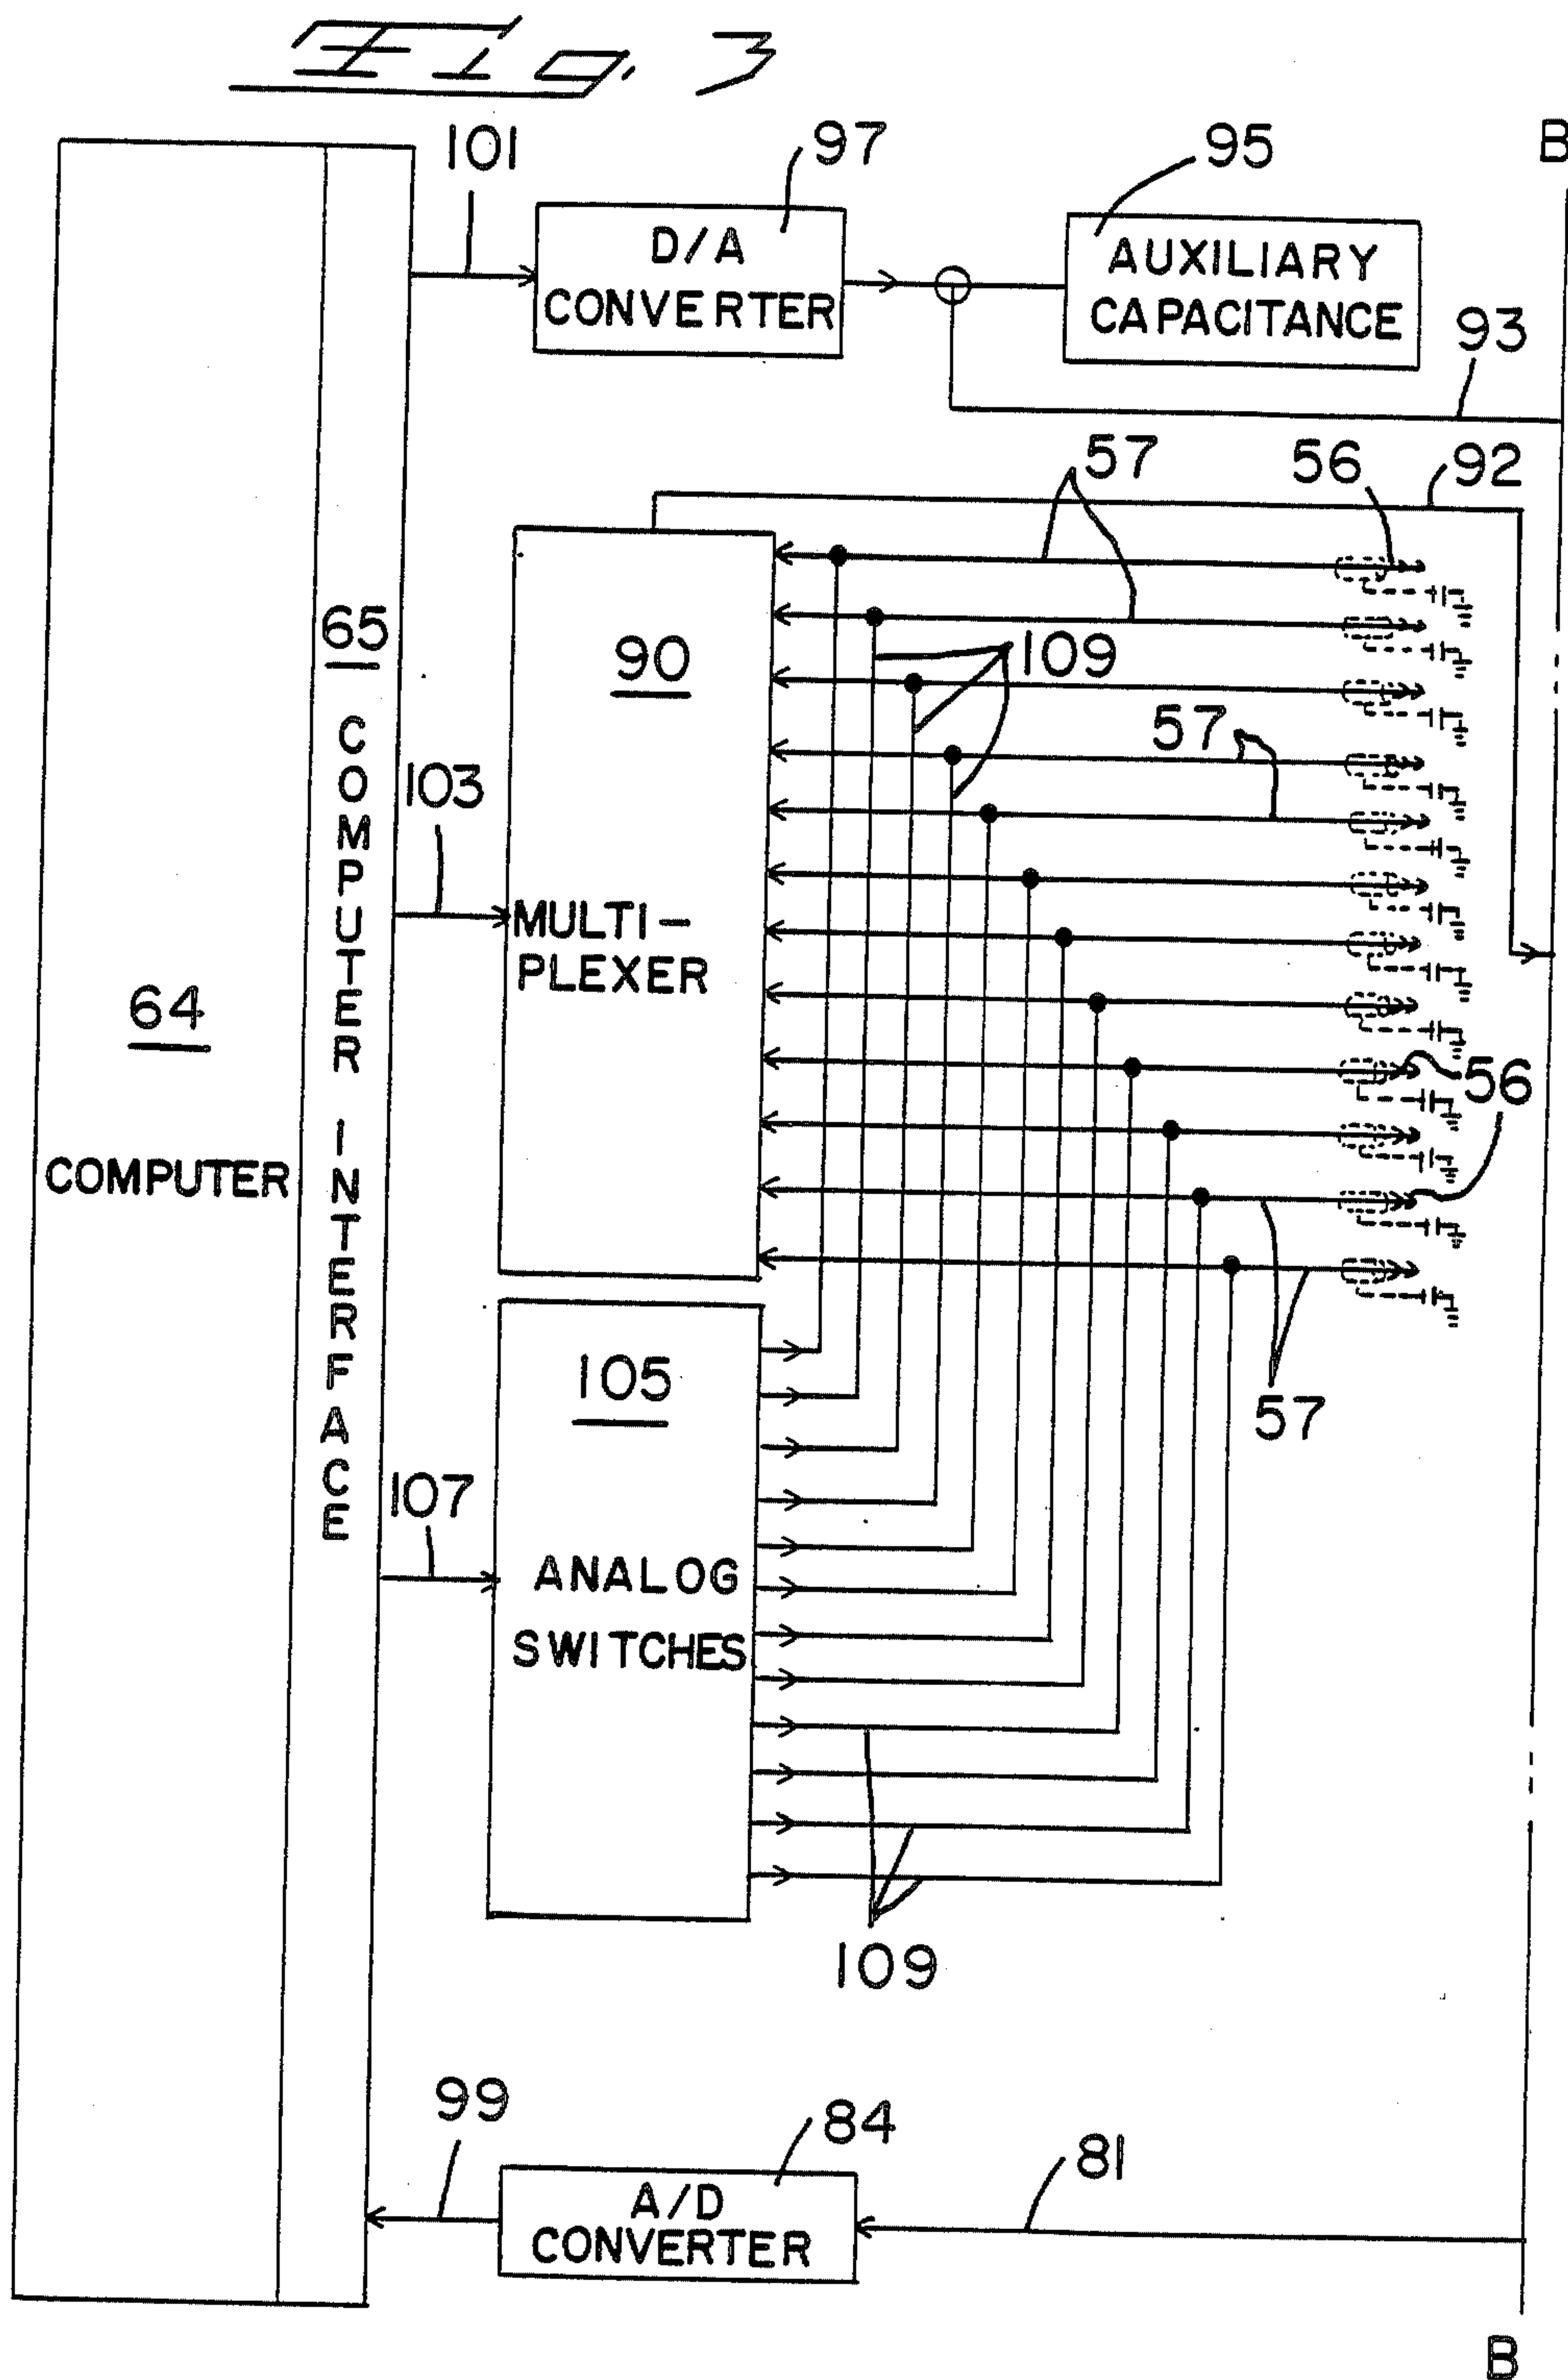 Fig. 3
B
101
97
95
D/A
CONVERTER
AUXILIARY
CAPACITANCE
93
57
56
92
65
COMPUTER INTERFACE
90
109
57
103
MULTI-
PLEXER
64
COMPUTER
56
57
105
107
ANALOG
SWITCHES
109
99
84
81
A/D
CONVERTER
B